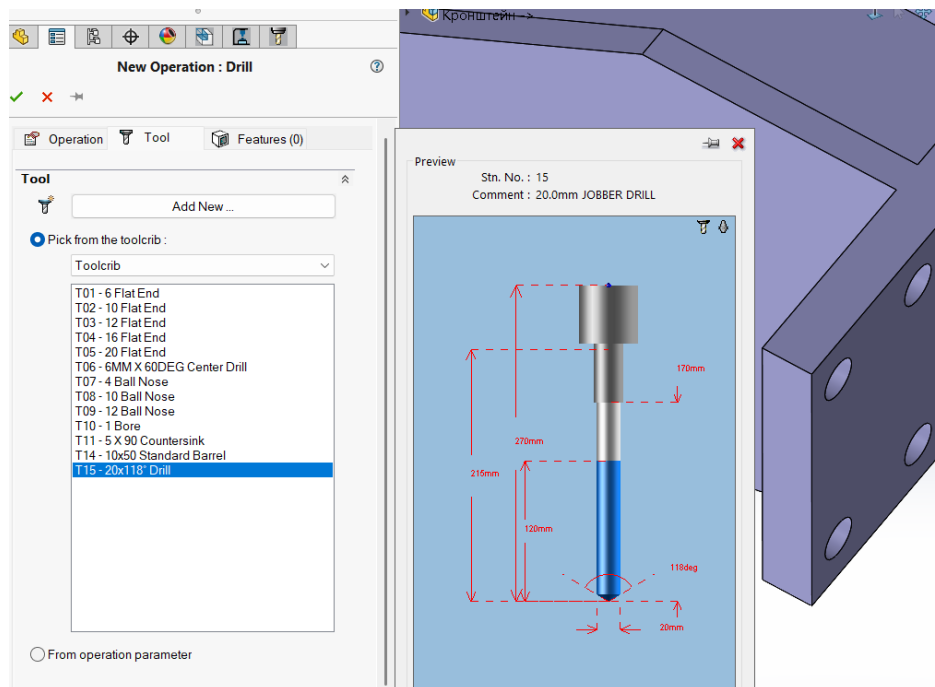 Кронштейн ->
New Operation : Drill
Operation
Tool
Features (0)
Tool
Add New ...
Pick from the toolcrib :
Toolcrib
T01 - 6 Flat End
T02 - 10 Flat End
T03 - 12 Flat End
T04 - 16 Flat End
T05 - 20 Flat End
T06 - 6MM X 60DEG Center Drill
T07 - 4 Ball Nose
T08 - 10 Ball Nose
T09 - 12 Ball Nose
T10 - 1 Bore
T11 - 5 X 90 Countersink
T14 - 10x50 Standard Barrel
T15 - 20x118° Drill
From operation parameter
Preview
Stn. No. : 15
Comment : 20.0mm JOBBER DRILL
170mm
270mm
215mm
120mm
118deg
20mm